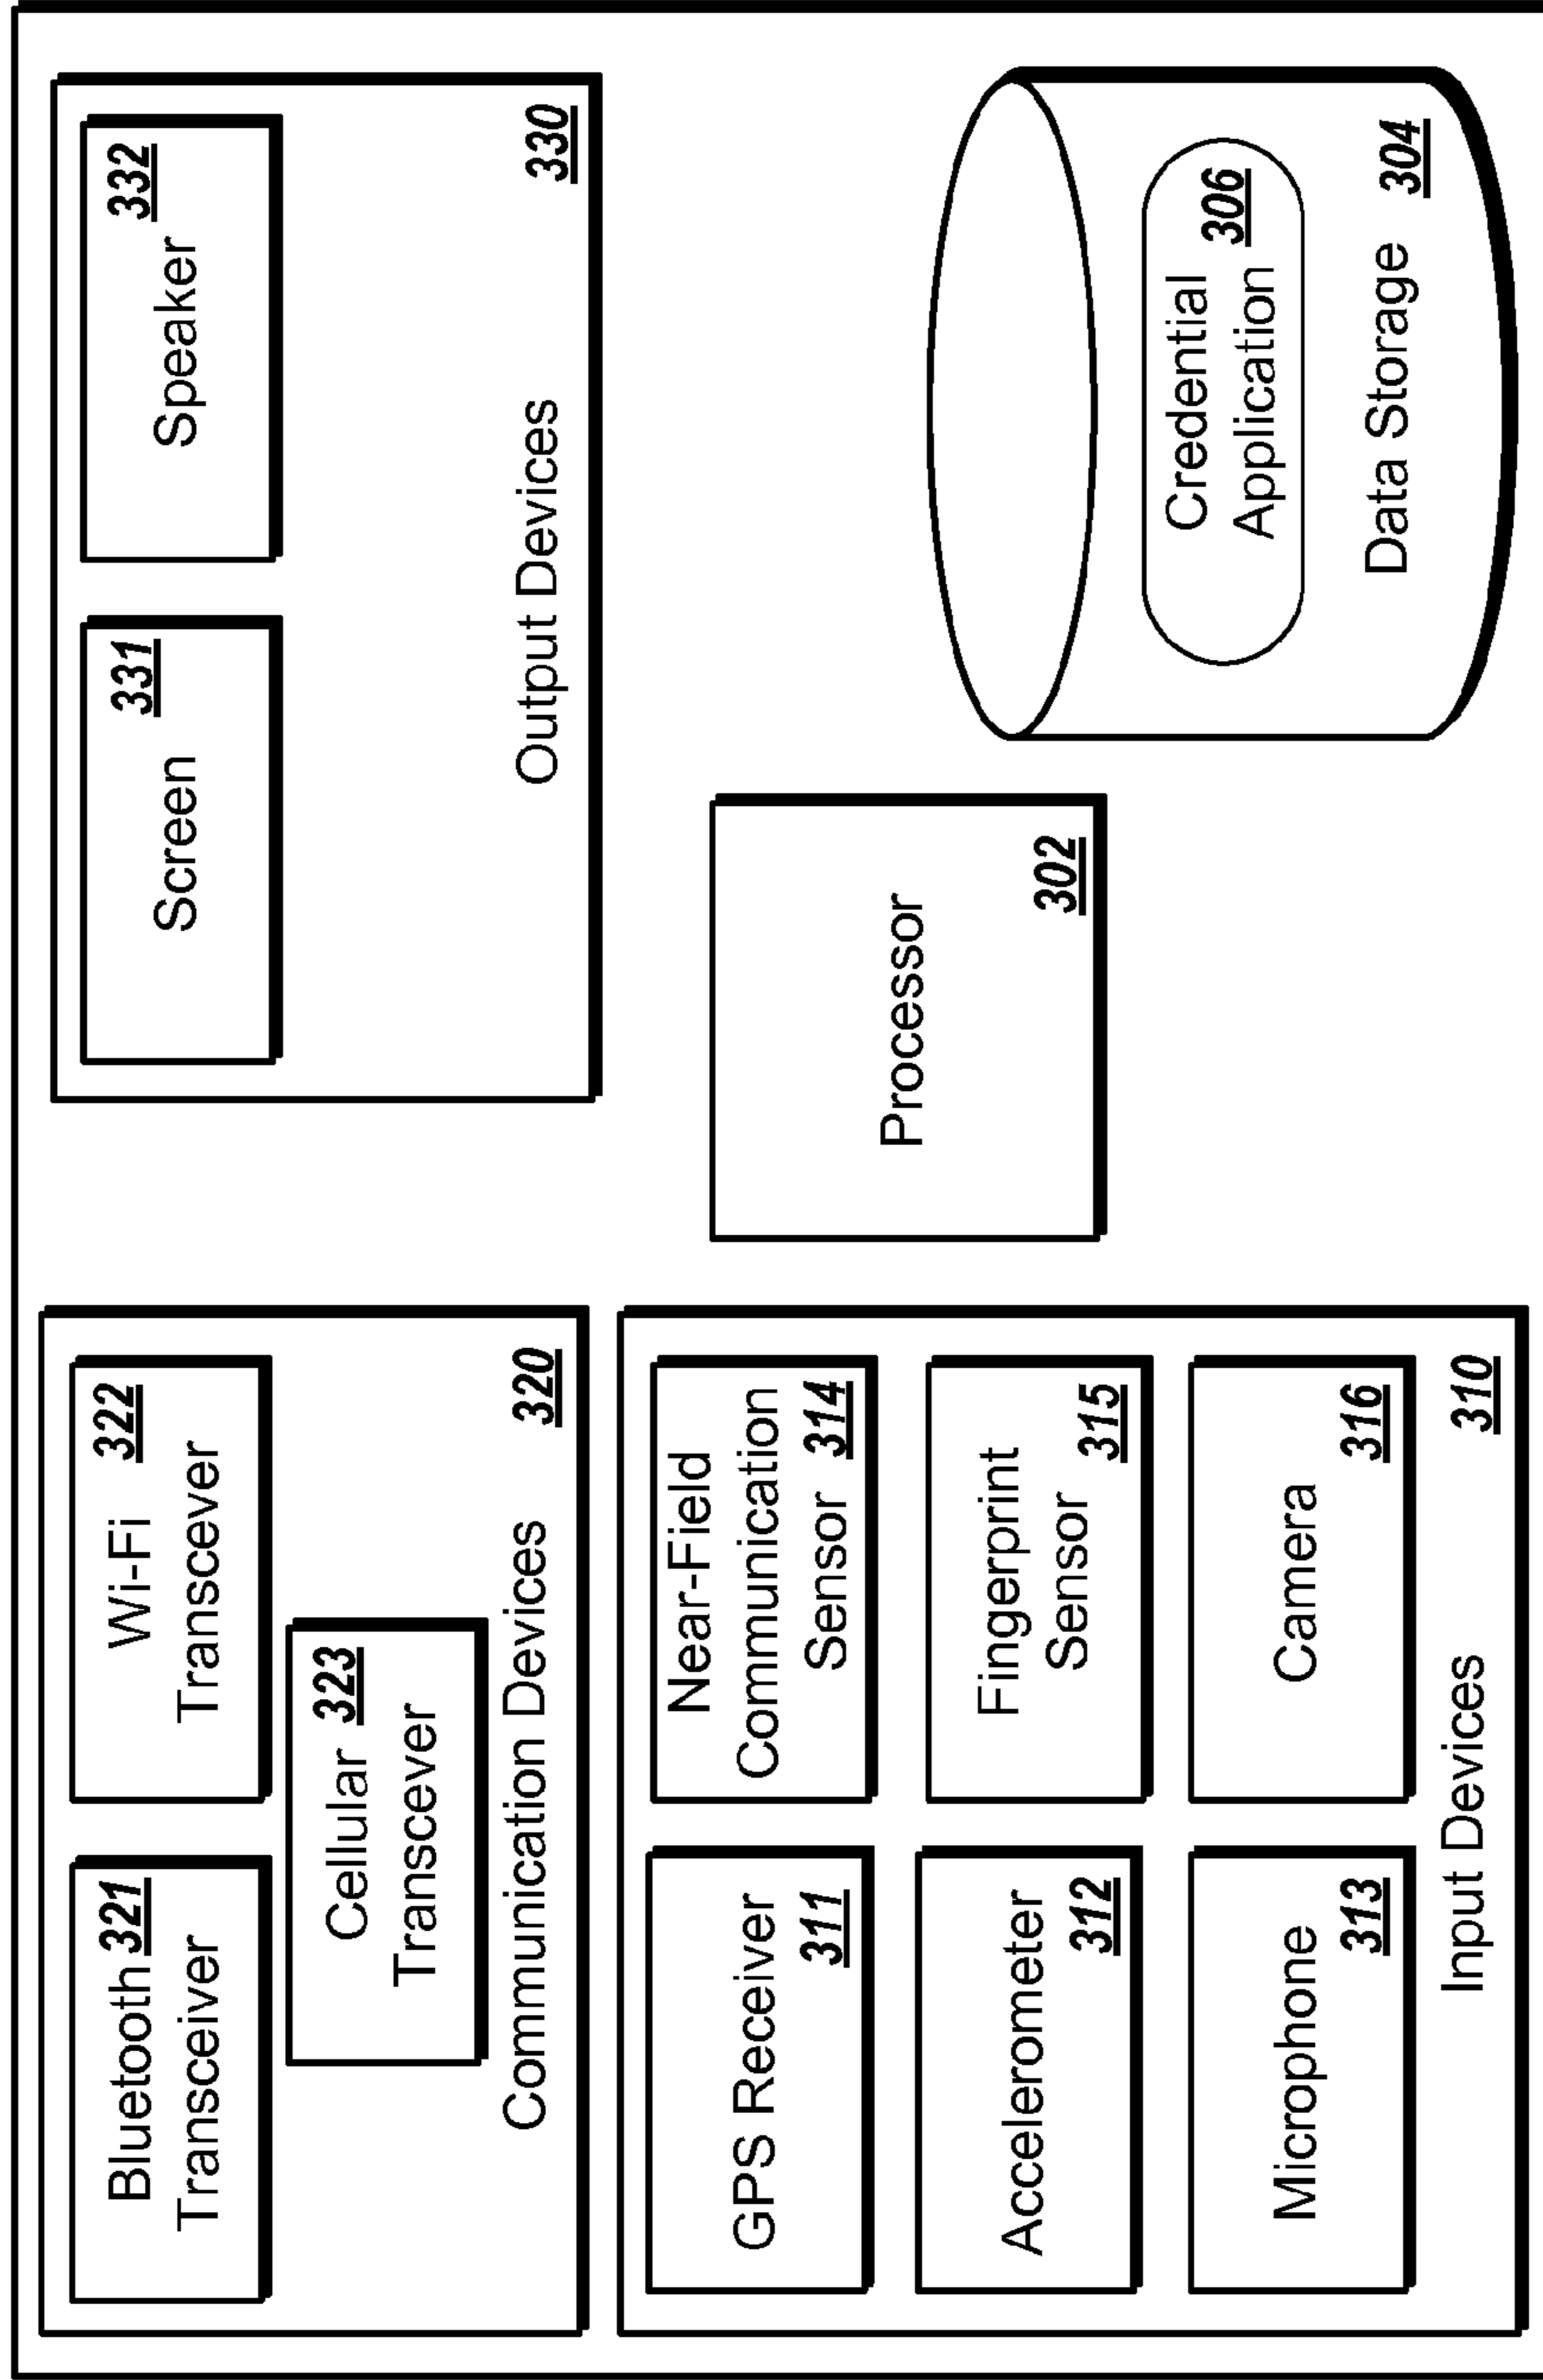 Bluetooth 321
Transceiver
Wi-Fi 322
Transcever
Cellular 323
Transcever
Communication Devices 320
GPS Receiver
311
Near-Field
Communication
Sensor 314
Accelerometer
312
Fingerprint
Sensor 315
Microphone
313
Camera
316
Input Devices 310
Screen 331
Speaker 332
Output Devices 330
Processor
302
Credential 306
Application
Data Storage 304